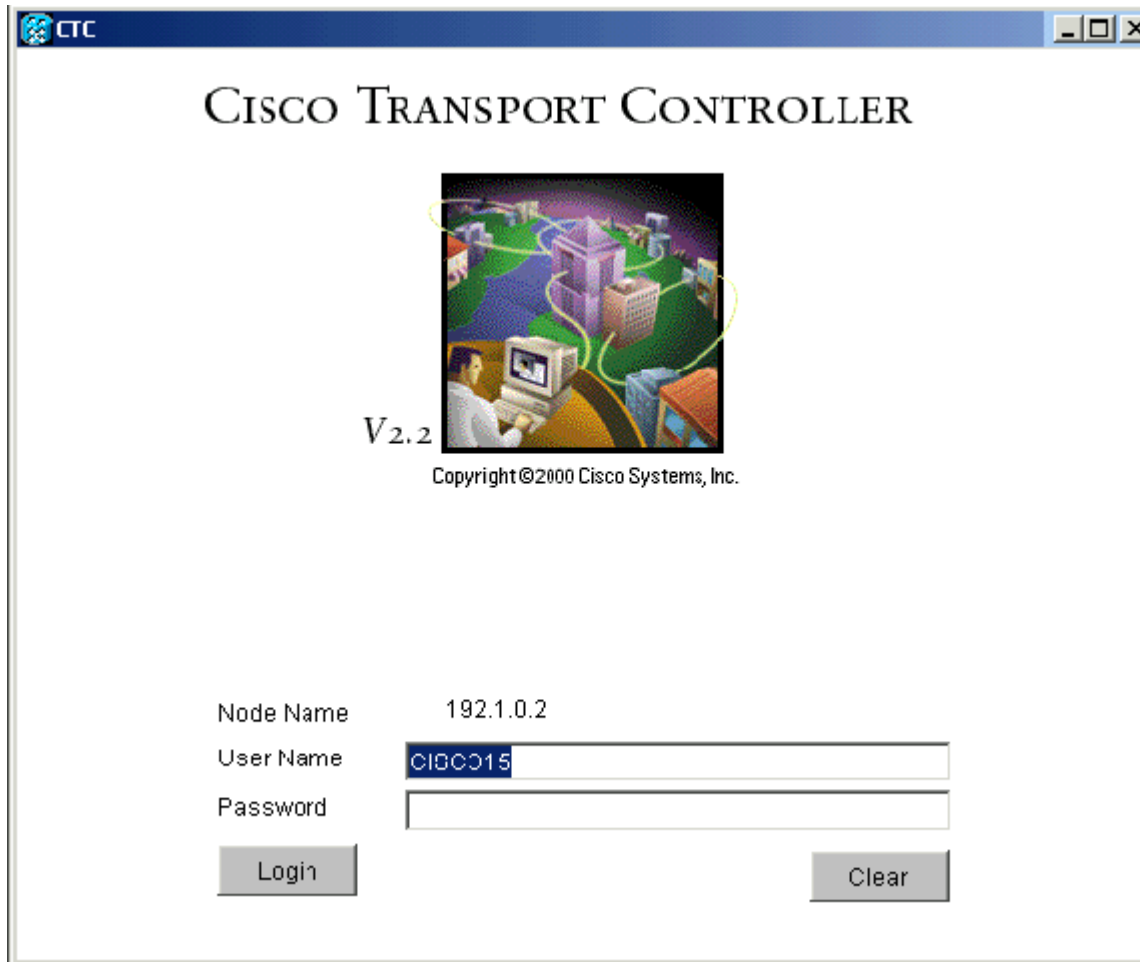 CTC
CISCO TRANSPORT CONTROLLER
V2.2
Copyright ©2000 Cisco Systems, Inc.
Node Name 192.1.0.2
User Name CISCO15
Password
Login Clear